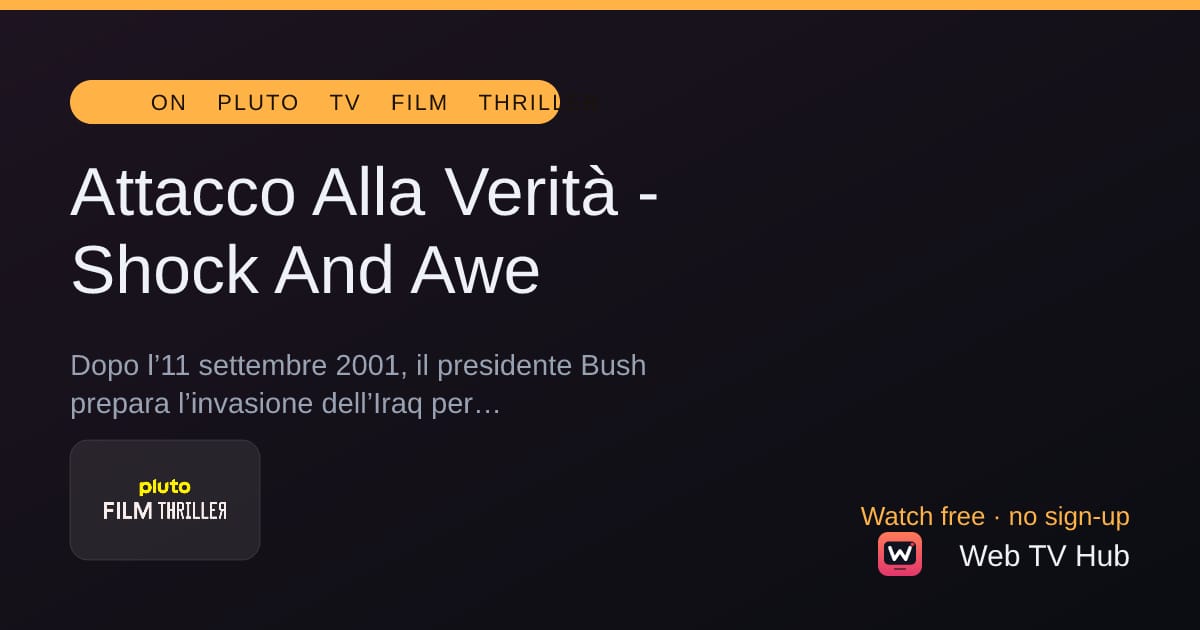 ON PLUTO TV FILM THRILLER
Attacco Alla Verità -
Shock And Awe
Dopo l’11 settembre 2001, il presidente Bush
prepara l’invasione dell’Iraq per…
pluto
FILM THRILLER
Watch free · no sign-up
W
Web TV Hub